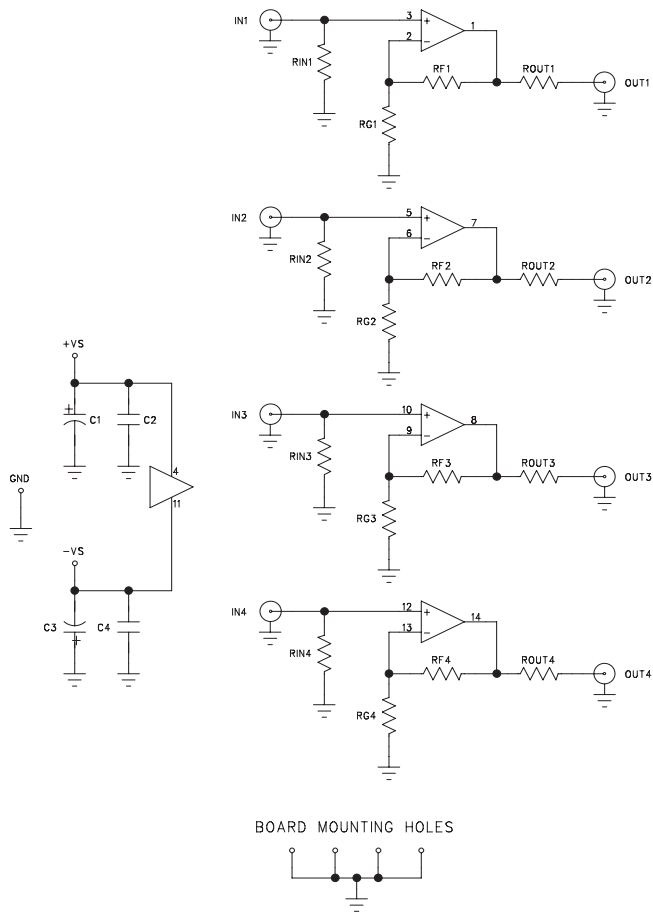 IN1
3
+
1
2
−
RIN1
RF1
ROUT1
OUT1
RG1
IN2
5
+
7
6
−
RIN2
RF2
ROUT2
OUT2
RG2
+VS
+
C1
C2
4
11
GND
−VS
C3
+
C4
IN3
10
+
8
9
−
RIN3
RF3
ROUT3
OUT3
RG3
IN4
12
+
14
13
−
RIN4
RF4
ROUT4
OUT4
RG4
BOARD MOUNTING HOLES